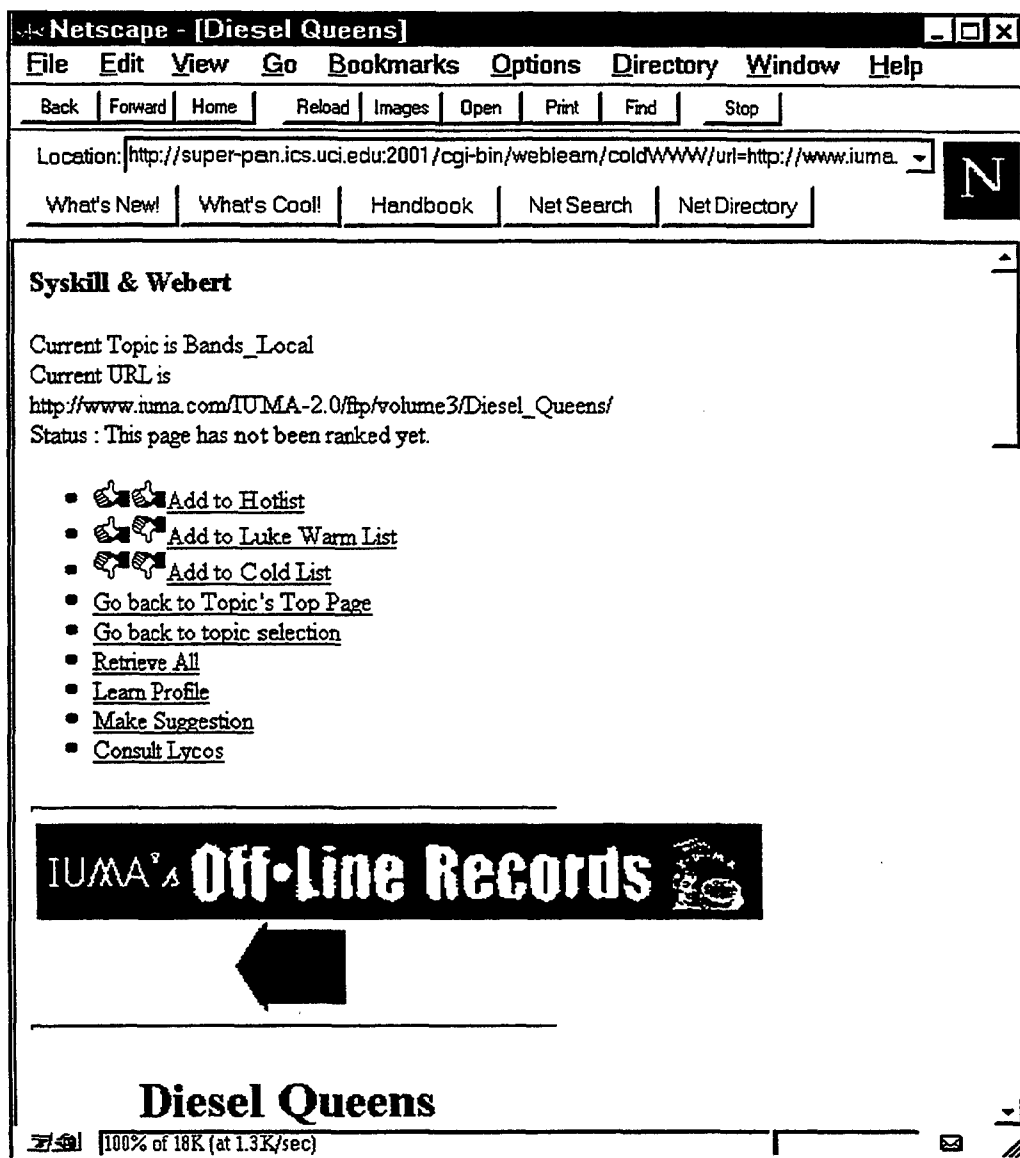 Netscape - [Diesel Queens]
File Edit View Go Bookmarks Options Directory Window Help
Back Forward Home Reload Images Open Print Find Stop
Location: http://super-pan.ics.uci.edu:2001/cgi-bin/weblearn/coldWWW/url=http://www.iuma.
N
What's New! What's Cool! Handbook Net Search Net Directory
Syskill & Webert
Current Topic is Bands_Local
Current URL is
http://www.iuma.com/IUMA-2.0/ftp/volume3/Diesel_Queens/
Status : This page has not been ranked yet.
Add to Hotlist
Add to Luke Warm List
Add to Cold List
Go back to Topic's Top Page
Go back to topic selection
Retrieve All
Learn Profile
Make Suggestion
Consult Lycos
IUMA's Off•Line Records
Diesel Queens
100% of 18K (at 1.3K/sec)